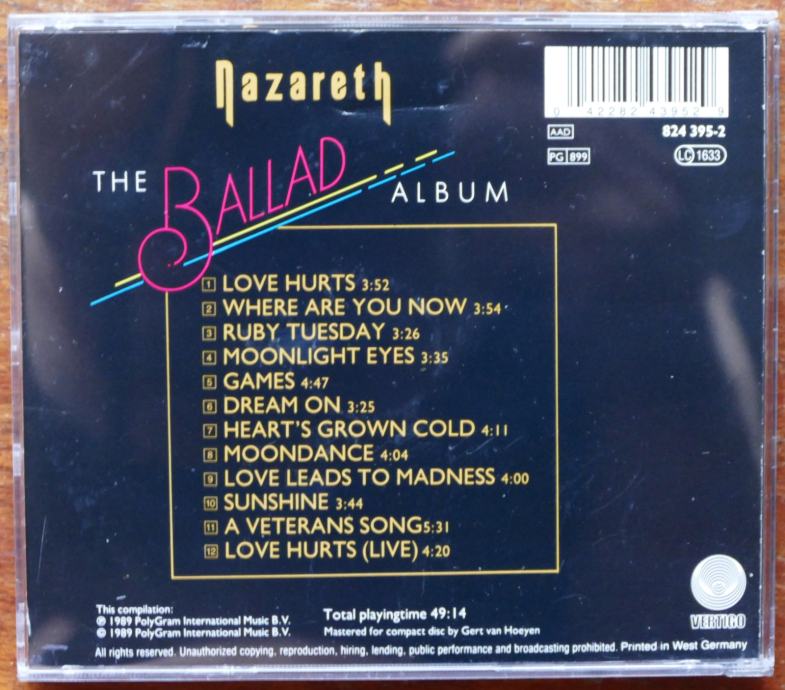 Nazareth
0 42282 43952 9
AAD
824 395-2
PG 899
LC 1633
THE BALLAD ALBUM
1 LOVE HURTS 3:52
2 WHERE ARE YOU NOW 3:54
3 RUBY TUESDAY 3:26
4 MOONLIGHT EYES 3:35
5 GAMES 4:47
6 DREAM ON 3:25
7 HEART'S GROWN COLD 4:11
8 MOONDANCE 4:04
9 LOVE LEADS TO MADNESS 4:00
10 SUNSHINE 3:44
11 A VETERANS SONG 5:31
12 LOVE HURTS (LIVE) 4:20
VERTIGO
This compilation:
℗ 1989 PolyGram International Music B.V.
© 1989 PolyGram International Music B.V.
Total playingtime 49:14
Mastered for compact disc by Gert van Hoeyen
All rights reserved. Unauthorized copying, reproduction, hiring, lending, public performance and broadcasting prohibited. Printed in West Germany